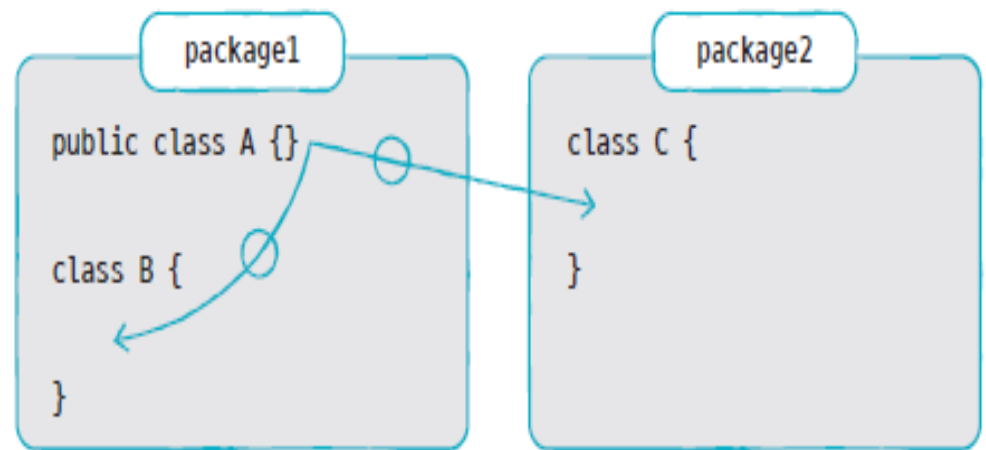 package1
public class A {}
class B {
}
package2
class C {
}